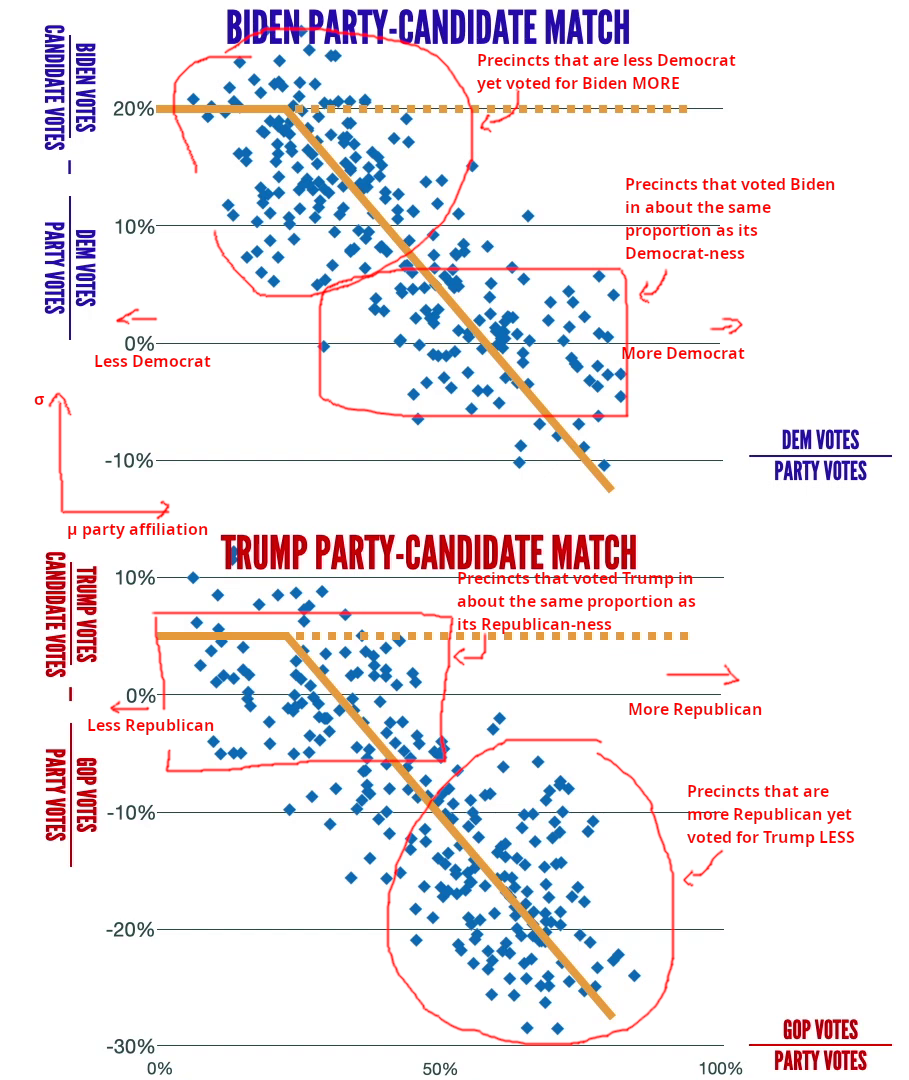 BIDEN PARTY-CANDIDATE MATCH
BIDEN VOTES
CANDIDATE VOTES
–
DEM VOTES
PARTY VOTES
Precincts that are less Democrat
yet voted for Biden MORE
20%
Precincts that voted Biden
in about the same
proportion as its
Democrat-ness
10%
0%
Less Democrat
More Democrat
σ
-10%
DEM VOTES
PARTY VOTES
μ party affiliation
TRUMP PARTY-CANDIDATE MATCH
TRUMP VOTES
CANDIDATE VOTES
–
GOP VOTES
PARTY VOTES
10%
Precincts that voted Trump in
about the same proportion as
its Republican-ness
0%
Less Republican
More Republican
-10%
Precincts that are
more Republican yet
voted for Trump LESS
-20%
-30%
GOP VOTES
PARTY VOTES
0%
50%
100%